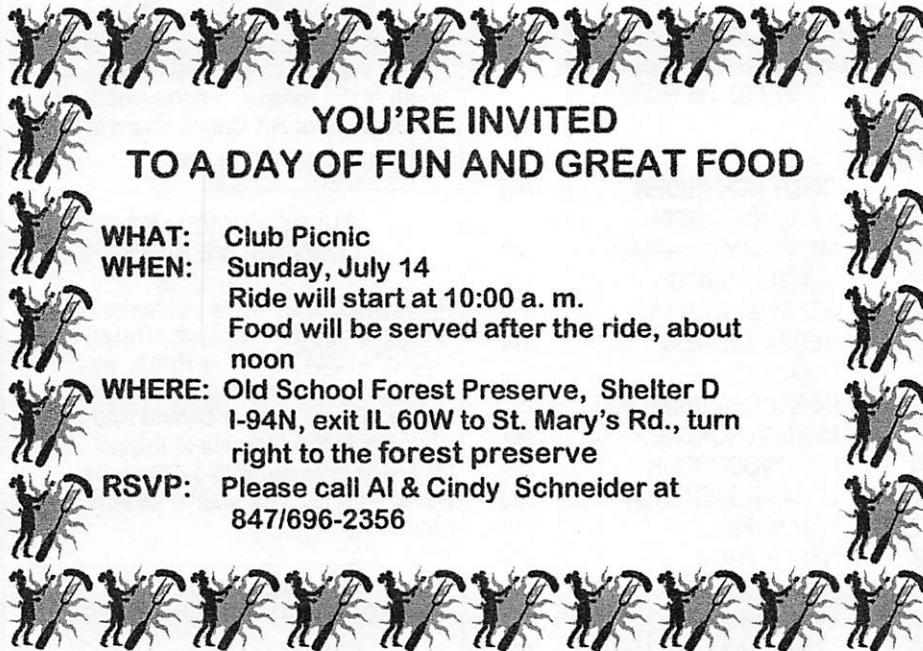 YOU'RE INVITED
TO A DAY OF FUN AND GREAT FOOD
WHAT: Club Picnic
WHEN: Sunday, July 14
Ride will start at 10:00 a. m.
Food will be served after the ride, about
noon
WHERE: Old School Forest Preserve, Shelter D
I-94N, exit IL 60W to St. Mary's Rd., turn
right to the forest preserve
RSVP: Please call Al & Cindy Schneider at
847/696-2356